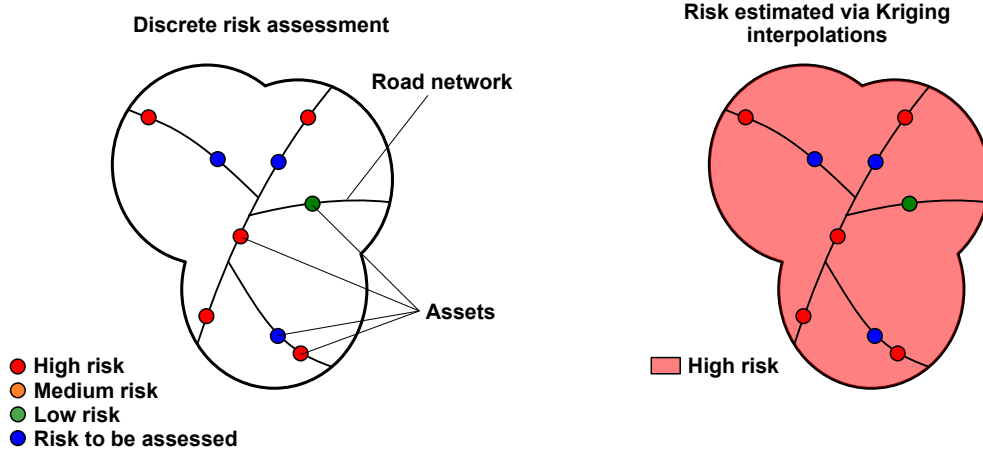 Discrete risk assessment
Road network
Assets
High risk
Medium risk
Low risk
Risk to be assessed
Risk estimated via Kriging
interpolations
High risk